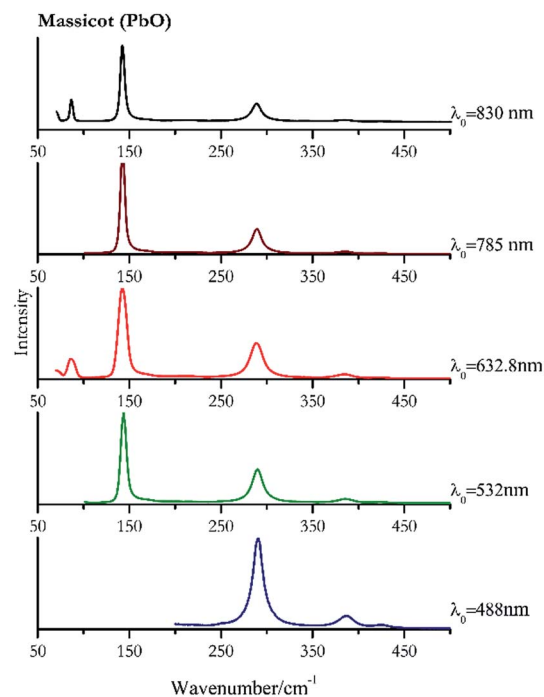 Massicot (PbO)
λ₀=830 nm
50 150 250 350 450
λ₀=785 nm
50 150 250 350 450
Intensity
λ₀=632.8nm
50 150 250 350 450
λ₀=532nm
50 150 250 350 450
λ₀=488nm
50 150 250 350 450
Wavenumber/cm⁻¹